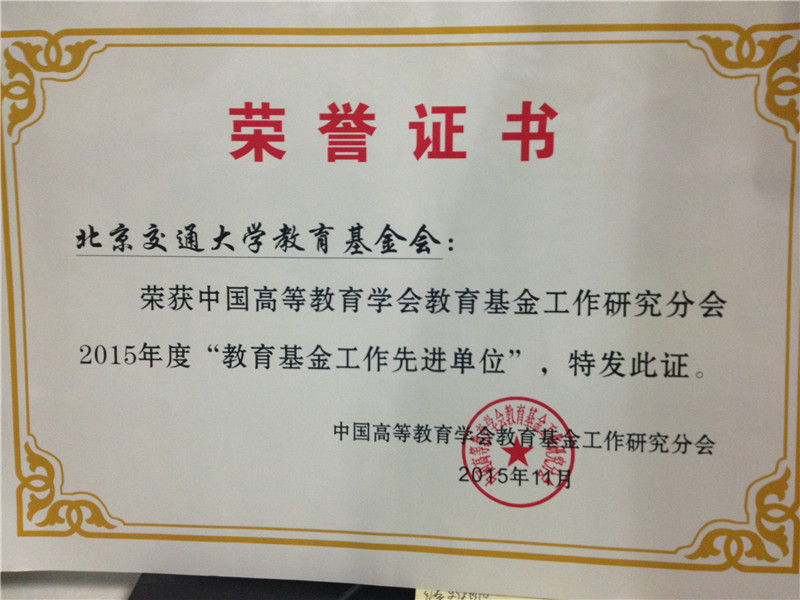 荣誉证书
北京交通大学教育基金会：
荣获中国高等教育学会教育基金工作研究分会
2015年度“教育基金工作先进单位”，特发此证。
中国高等教育学会教育基金工作研究分会
2015年11月